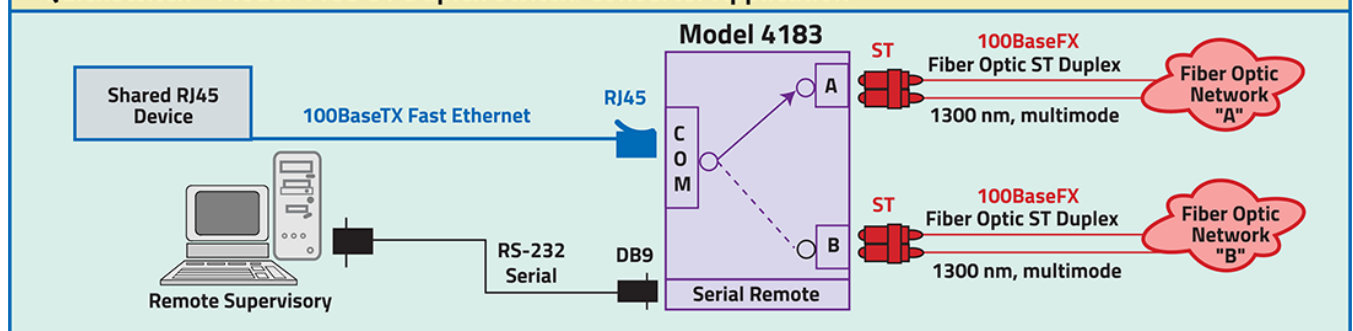 Model 4183
Shared RJ45
Device
100BaseTX Fast Ethernet
RJ45
COM
A
B
ST
100BaseFX
Fiber Optic ST Duplex
1300 nm, multimode
Fiber Optic
Network
"A"
ST
100BaseFX
Fiber Optic ST Duplex
1300 nm, multimode
Fiber Optic
Network
"B"
RS-232
Serial
DB9
Serial Remote
Remote Supervisory